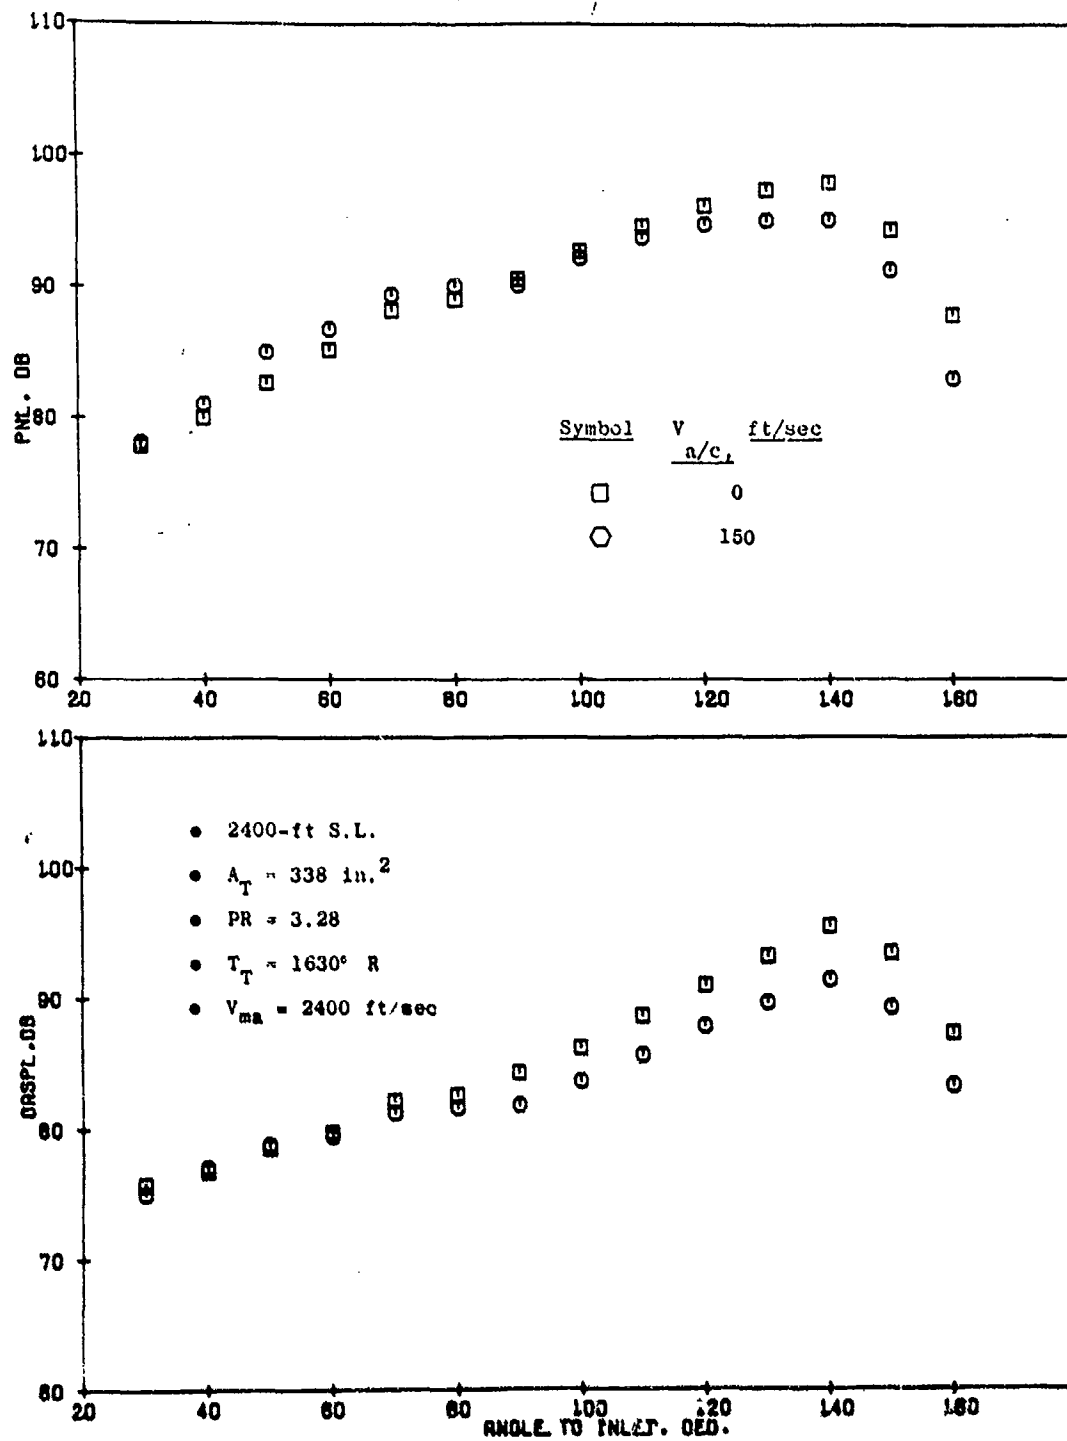 110
100
90
80
70
60
PNL. DB
Symbol V a/c, ft/sec
0
150
20 40 60 80 100 120 140 160
110
100
90
80
70
60
OASPL.DB
• 2400-ft S.L.
• A_T = 338 in.²
• PR = 3.28
• T_T = 1630° R
• V_ma = 2400 ft/sec
20 40 60 80 100 120 140 160
ANGLE TO INLET. DEG.